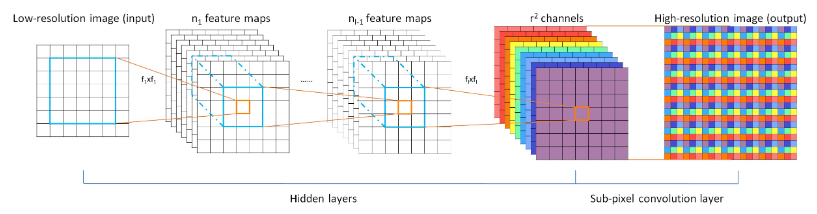 Low-resolution image (input)
n1 feature maps
nl-1 feature maps
r² channels
High-resolution image (output)
f1xf1
......
flxfl
Hidden layers
Sub-pixel convolution layer